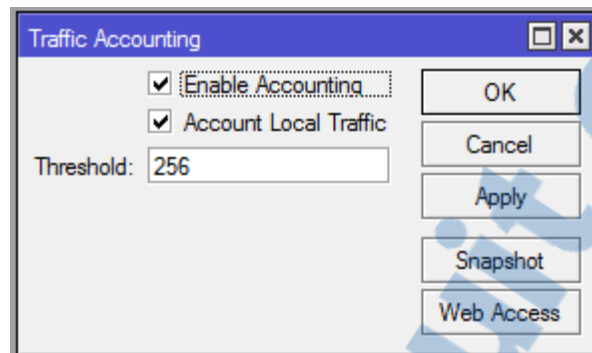 Traffic Accounting
Enable Accounting
Account Local Traffic
Threshold: 256
OK
Cancel
Apply
Snapshot
Web Access